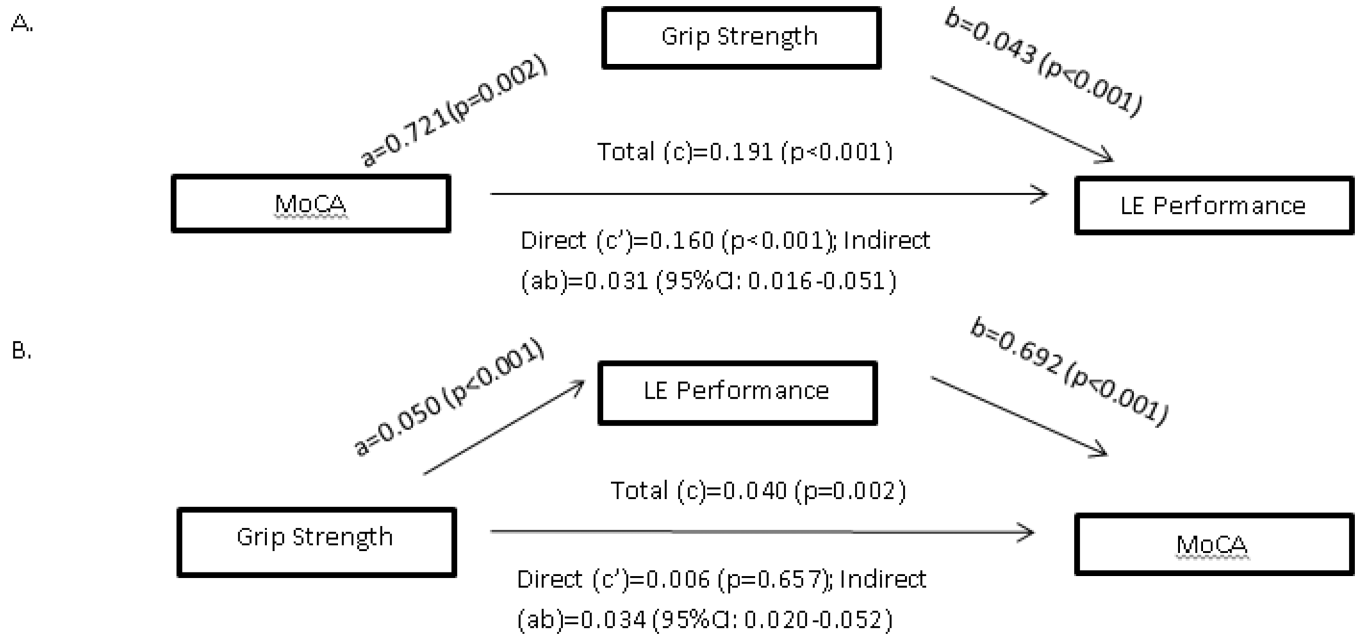 A.
Grip Strength
a=0.721(p=0.002)
b=0.043 (p<0.001)
Total (c)=0.191 (p<0.001)
MoCA
LE Performance
Direct (c’)=0.160 (p<0.001); Indirect
(ab)=0.031 (95%CI: 0.016-0.051)
B.
LE Performance
a=0.050 (p<0.001)
b=0.692 (p<0.001)
Total (c)=0.040 (p=0.002)
Grip Strength
MoCA
Direct (c’)=0.006 (p=0.657); Indirect
(ab)=0.034 (95%CI: 0.020-0.052)